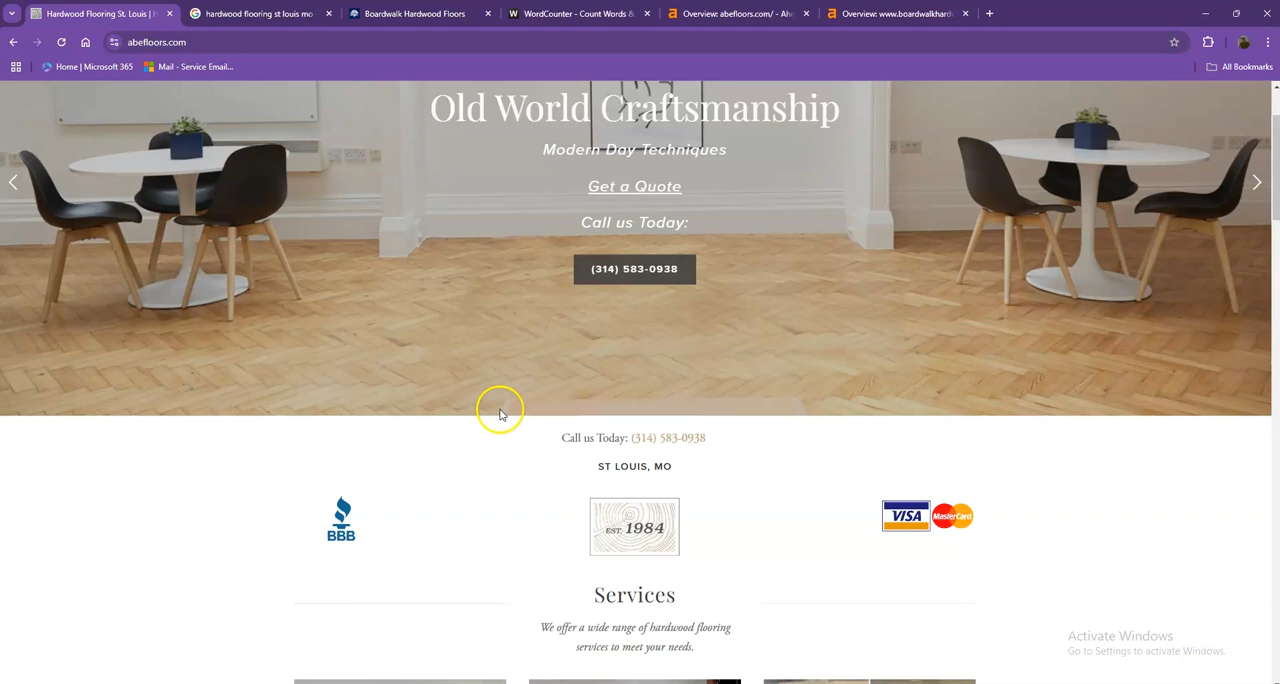 Hardwood Flooring St. Louis | H
hardwood flooring st louis mo
Boardwalk Hardwood Floors
WordCounter - Count Words &
Overview: abefloors.com/ - Ah
Overview: www.boardwalkhard
abefloors.com
Home | Microsoft 365
Mail - Service Email...
All Bookmarks
Old World Craftsmanship
Modern Day Techniques
Get a Quote
Call us Today:
(314) 583-0938
Call us Today: (314) 583-0938
ST LOUIS, MO
BBB
EST. 1984
VISA
MasterCard
Services
We offer a wide range of hardwood flooring
services to meet your needs.
Activate Windows
Go to Settings to activate Windows.